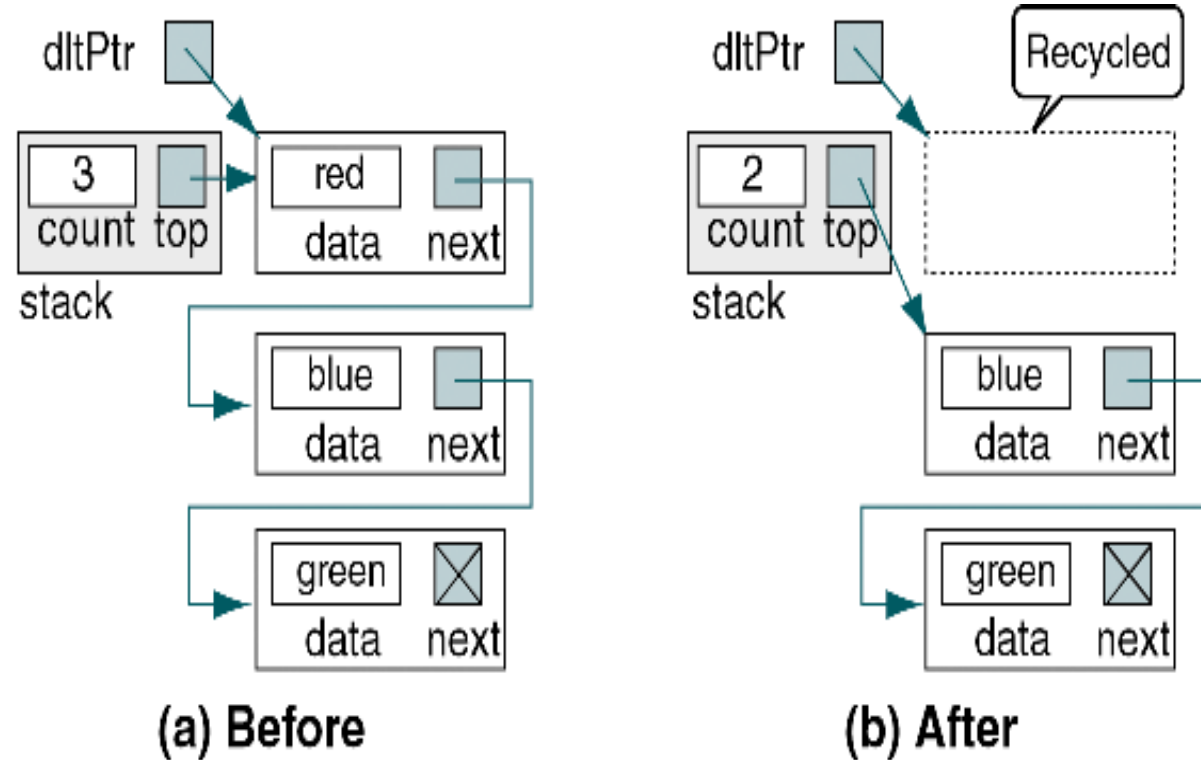 dltPtr
3 red
count top data next
stack
blue
data next
green
data next
(a) Before
dltPtr Recycled
2
count top
stack
blue
data next
green
data next
(b) After